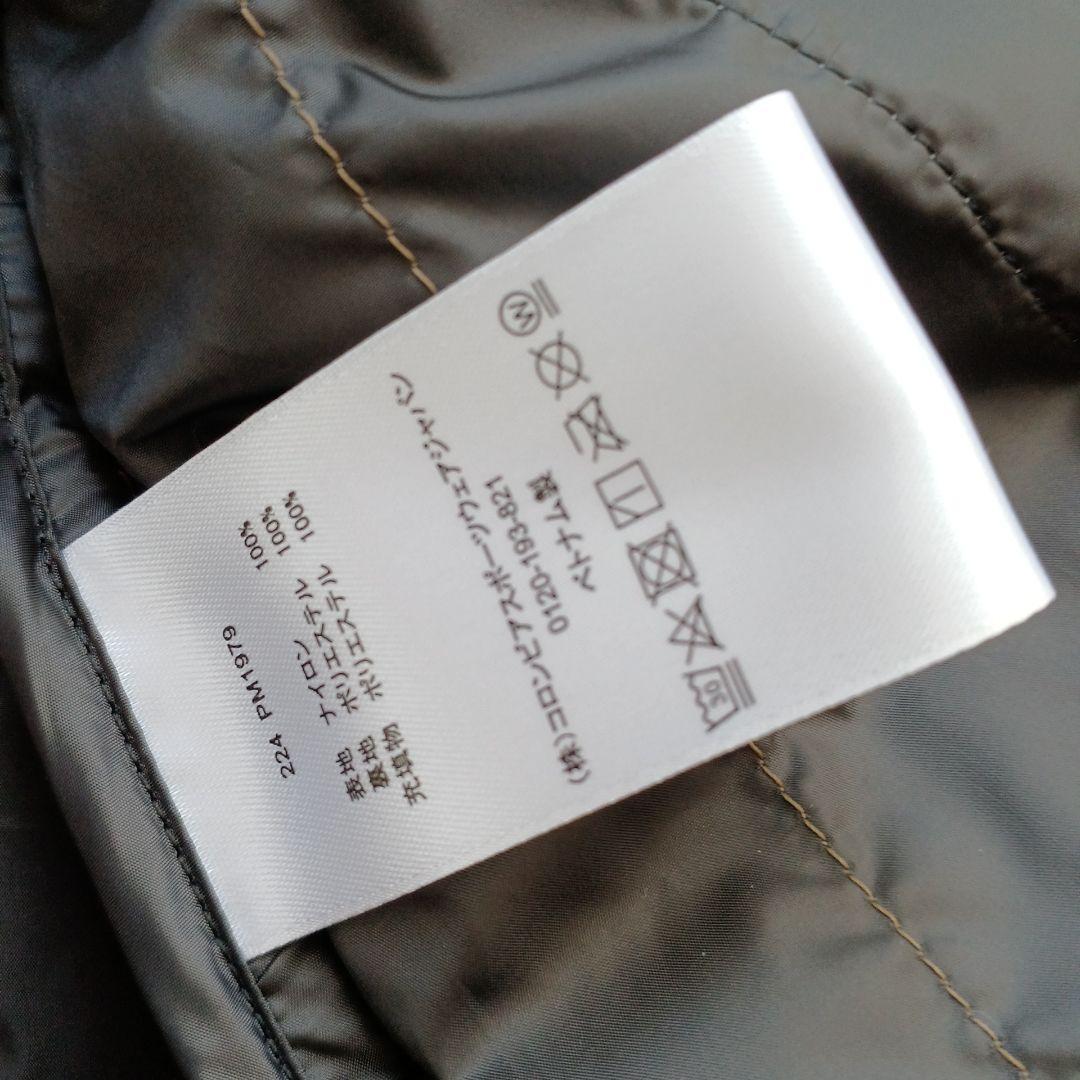 224 PM1979
表地 ナイロン 100%
裏地 ポリエステル 100%
充填物 ポリエステル 100%
(株)コロンビアスポーツウェアジャパン
0120-193-821
ベトナム製
30
W